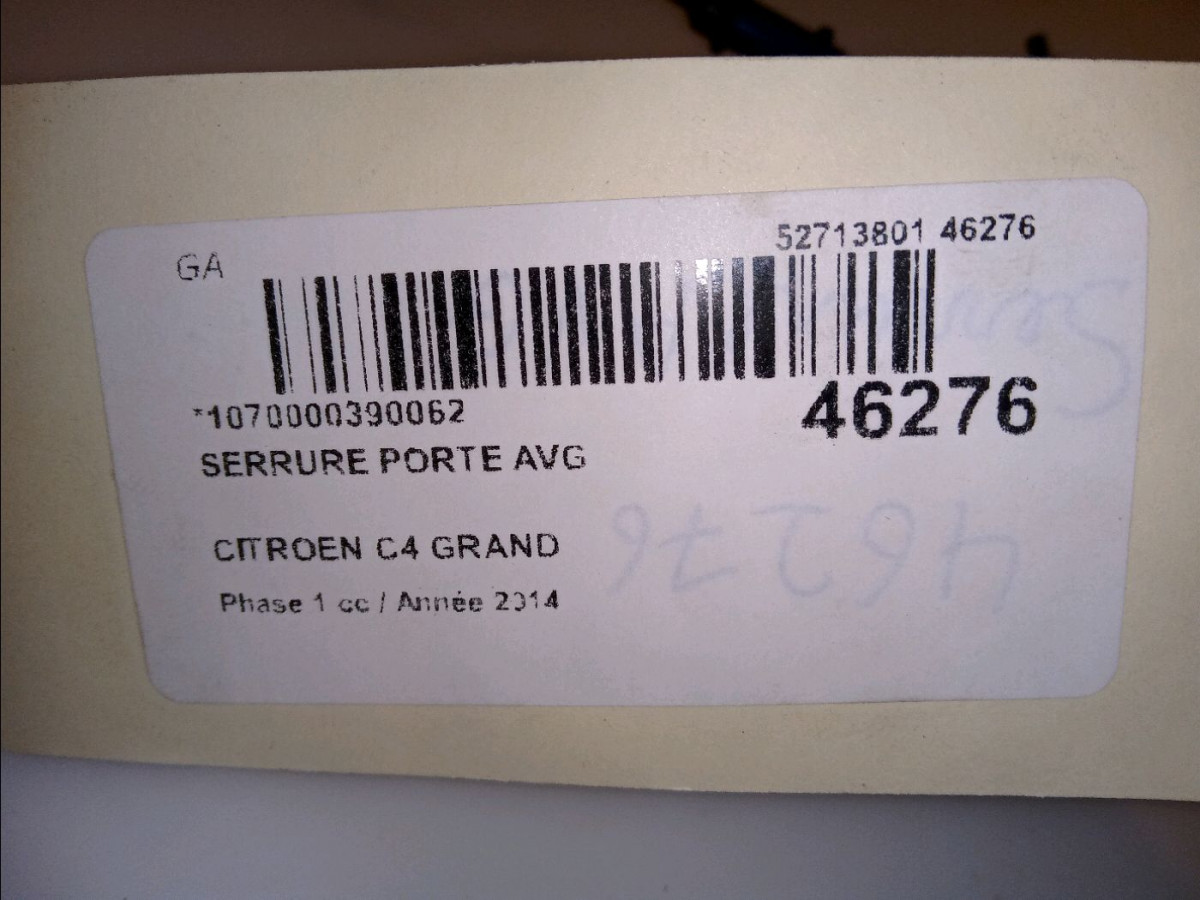 GA
52713801 46276
*1070000390062
46276
SERRURE PORTE AVG
CITROEN C4 GRAND
Phase 1 cc / Année 2014
46276